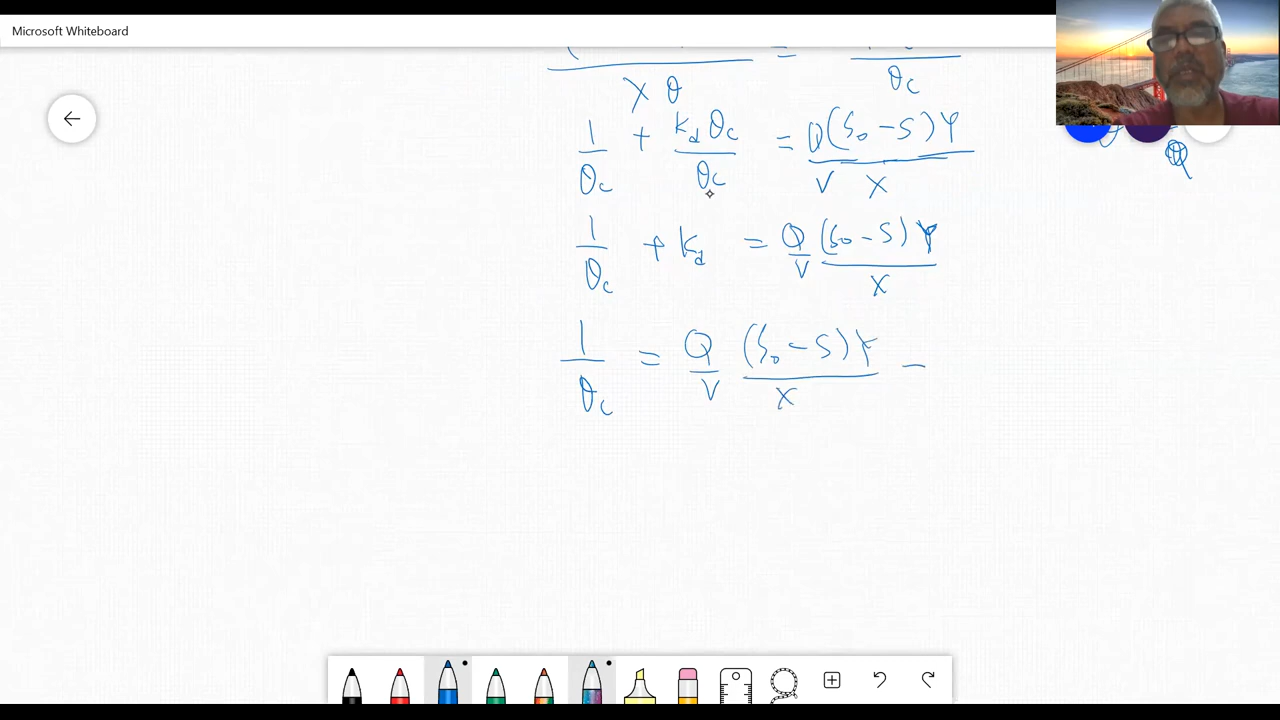 Microsoft Whiteboard
X θ = θc
1/θc + Kd θc/θc = Q(S₀ - S)Y / V X
1/θc + Kd = Q/V (S₀ - S) Y / X
1/θc = Q/V (S₀ - S) Y / X -
Q